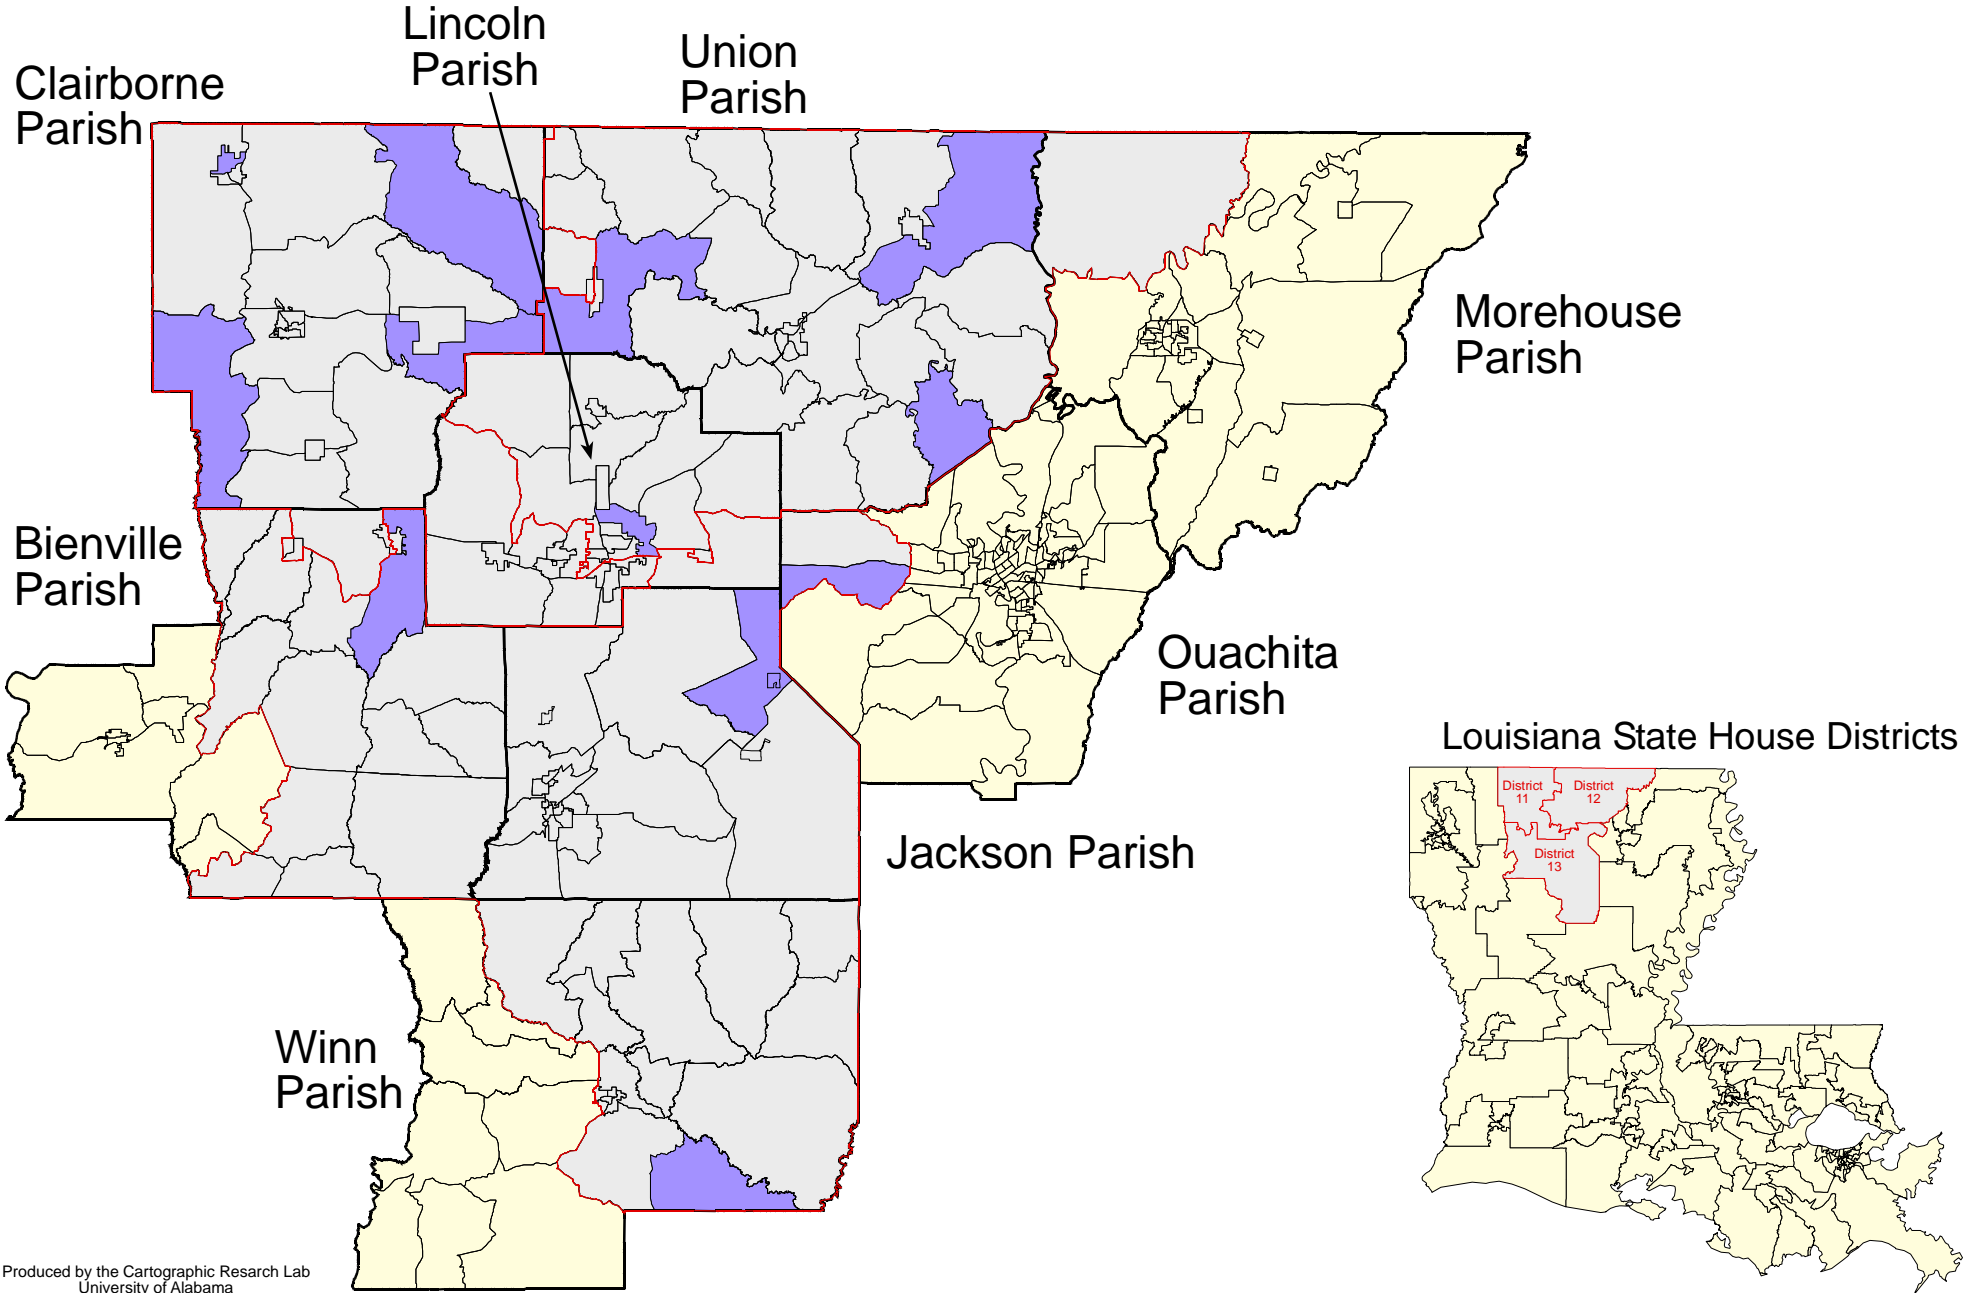 Lincoln
Parish
Union
Parish
Clairborne
Parish
Morehouse
Parish
Bienville
Parish
Ouachita
Parish
Louisiana State House Districts
District
11
District
12
District
13
Jackson Parish
Winn
Parish
Produced by the Cartographic Resarch Lab
University of Alabama